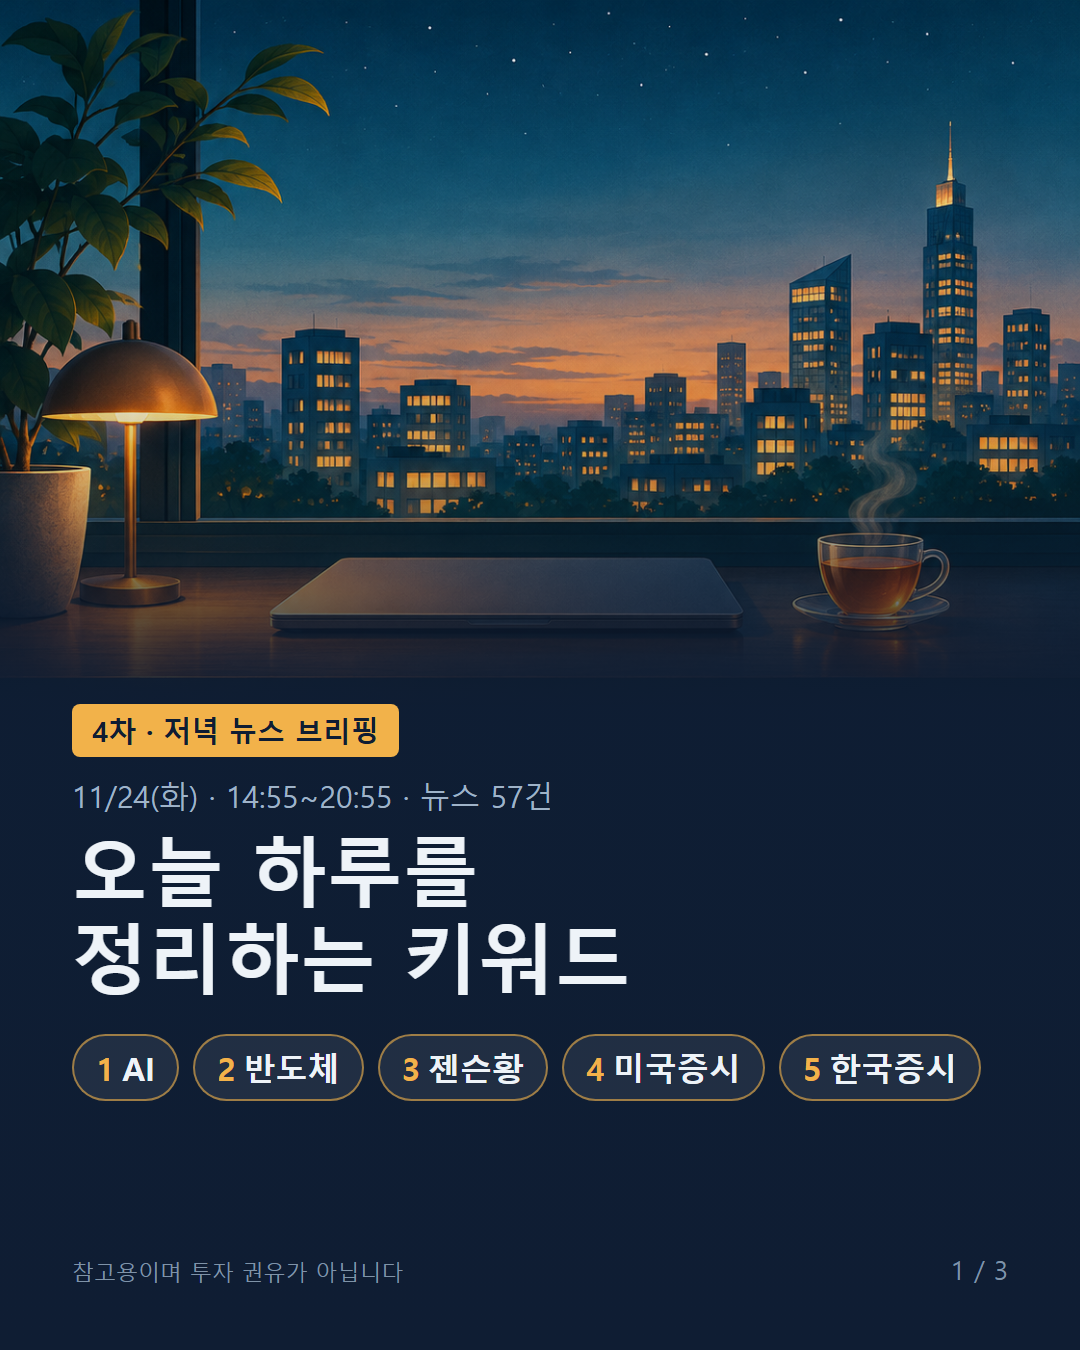 4차 · 저녁 뉴스 브리핑
11/24(화) · 14:55~20:55 · 뉴스 57건
오늘 하루를
정리하는 키워드
1 AI 2 반도체 3 젠슨황 4 미국증시 5 한국증시
참고용이며 투자 권유가 아닙니다 1 / 3